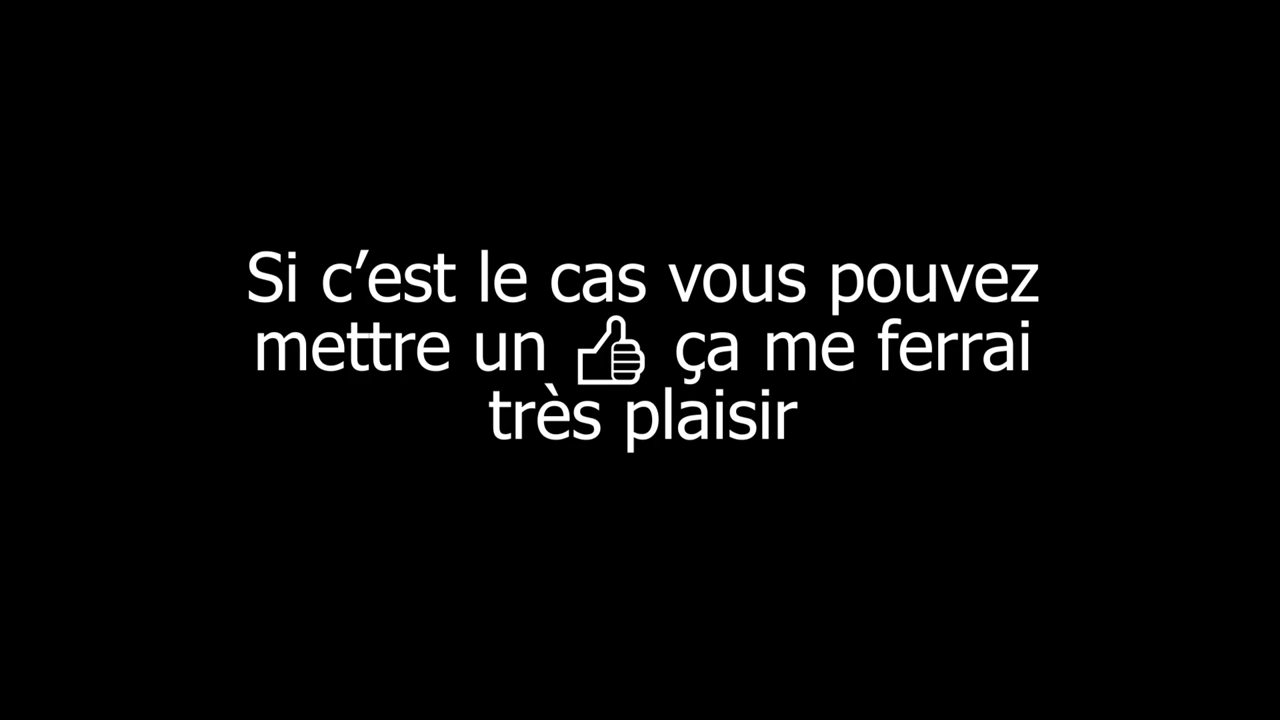 Si c’est le cas vous pouvez
mettre un 👍 ça me ferrai
très plaisir